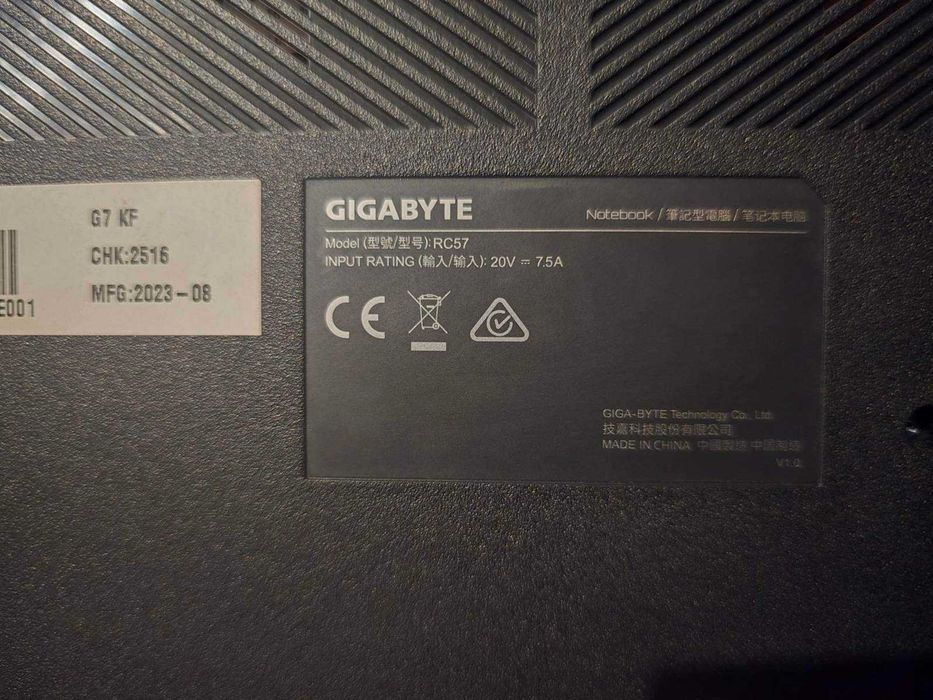 G7 KF
CHK:2516
MFG:2023-08
E001
GIGABYTE
Notebook / 筆記型電腦 / 笔记本电脑
Model (型號/型号): RC57
INPUT RATING (輸入/输入): 20V ⎓ 7.5A
CE
GIGA-BYTE Technology Co., Ltd.
技嘉科技股份有限公司
MADE IN CHINA 中國製造 中国制造
V1.0